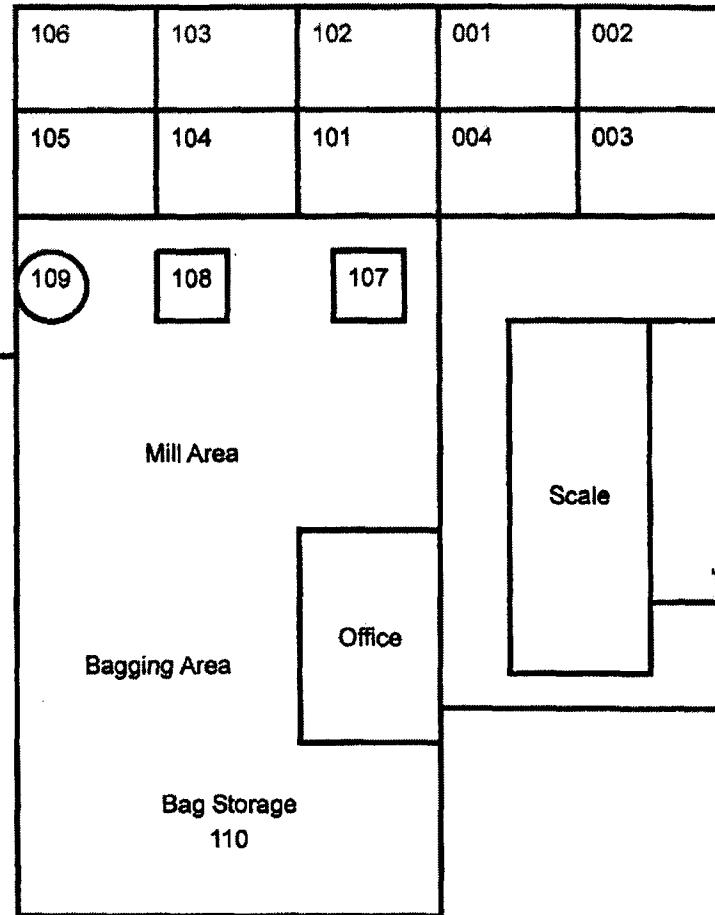 106 103 102 001 002
105 104 101 004 003
109 108 107
Mill Area
Scale
Office
Bagging Area
Bag Storage
110